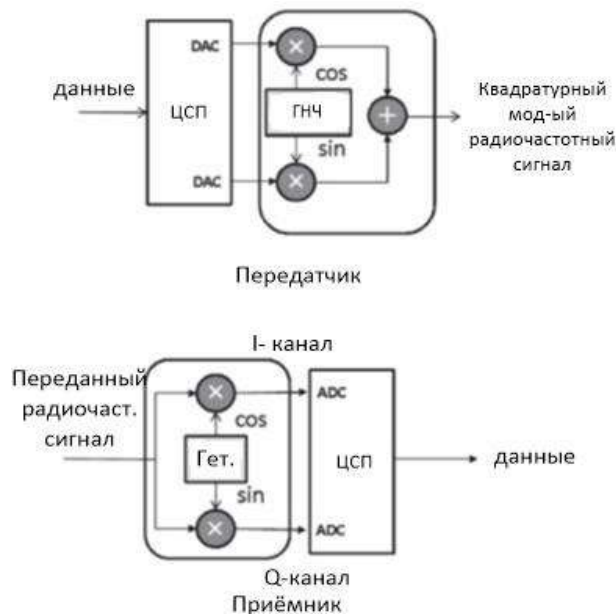 DAC
COS
данные
ЦСП
ГНЧ
sin
DAC
Квадратурный
мод-ый
радиочастотный
сигнал
Передатчик
I- канал
Переданный
радиочаст.
сигнал
ADC
COS
Гет.
ЦСП
данные
sin
ADC
Q-канал
Приёмник